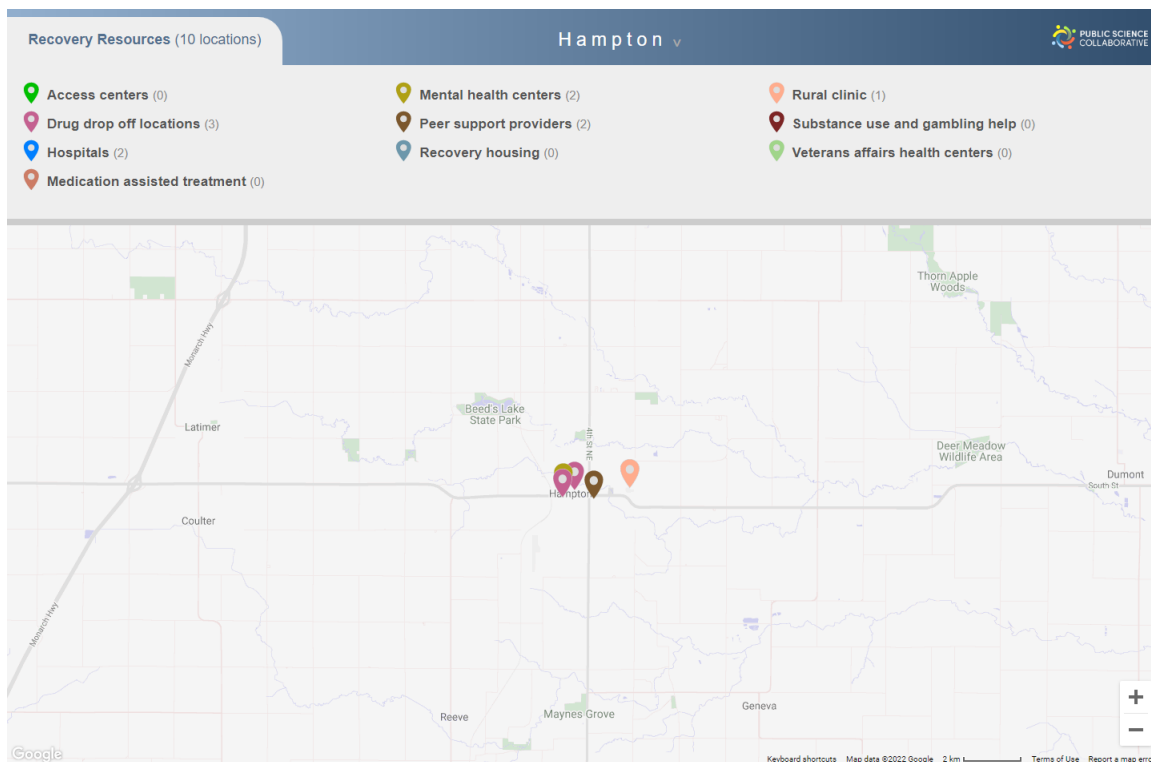 Recovery Resources (10 locations)
Hampton v
PUBLIC SCIENCE
COLLABORATIVE
Access centers (0)
Mental health centers (2)
Rural clinic (1)
Drug drop off locations (3)
Peer support providers (2)
Substance use and gambling help (0)
Hospitals (2)
Recovery housing (0)
Veterans affairs health centers (0)
Medication assisted treatment (0)
Thorn Apple
Woods
Monarch Hwy
Beed's Lake
State Park
Latimer
4th St NE
Deer Meadow
Wildlife Area
Dumont
South St
Hampton
Coulter
Monarch Hwy
Geneva
Reeve
Maynes Grove
+
−
Google
Keyboard shortcuts Map data ©2022 Google 2 km Terms of Use Report a map erro